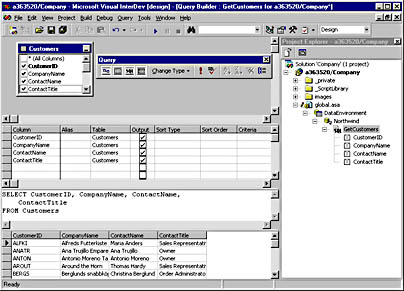 a363520/Company - Microsoft Visual InterDev [design] - [Query Builder : GetCustomers for a363520/Company*]
File Edit View Project Build Debug Query Tools Window Help
Design
Customers
* (All Columns)
CustomerID
CompanyName
ContactName
ContactTitle
Query
Change Type
Column Alias Table Output Sort Type Sort Order Criteria
CustomerID Customers
CompanyName Customers
ContactName Customers
ContactTitle Customers
SELECT CustomerID, CompanyName, ContactName,
ContactTitle
FROM Customers
CustomerID CompanyName ContactName ContactTitle
ALFKI Alfreds Futterkiste Maria Anders Sales Representativ
ANATR Ana Trujillo Empare Ana Trujillo Owner
ANTON Antonio Moreno Ta Antonio Moreno Owner
AROUT Around the Horn Thomas Hardy Sales Representativ
BERGS Berglunds snabbköp Christina Berglund Order Administrator
Ready
Project Explorer - a363520/Company
Solution 'Company' (1 project)
a363520/Company
_private
_ScriptLibrary
images
global.asa
DataEnvironment
Northwind
GetCustomers
CustomerID
CompanyName
ContactName
ContactTitle